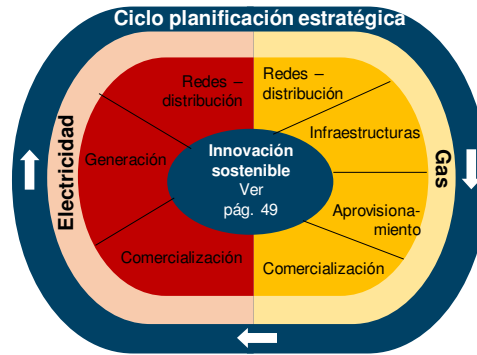 Ciclo planificación estratégica
Electricidad
Redes –
distribución
Generación
Comercialización
Innovación
sostenible
Ver
pág. 49
Redes –
distribución
Infraestructuras
Aprovisiona-
miento
Comercialización
Gas